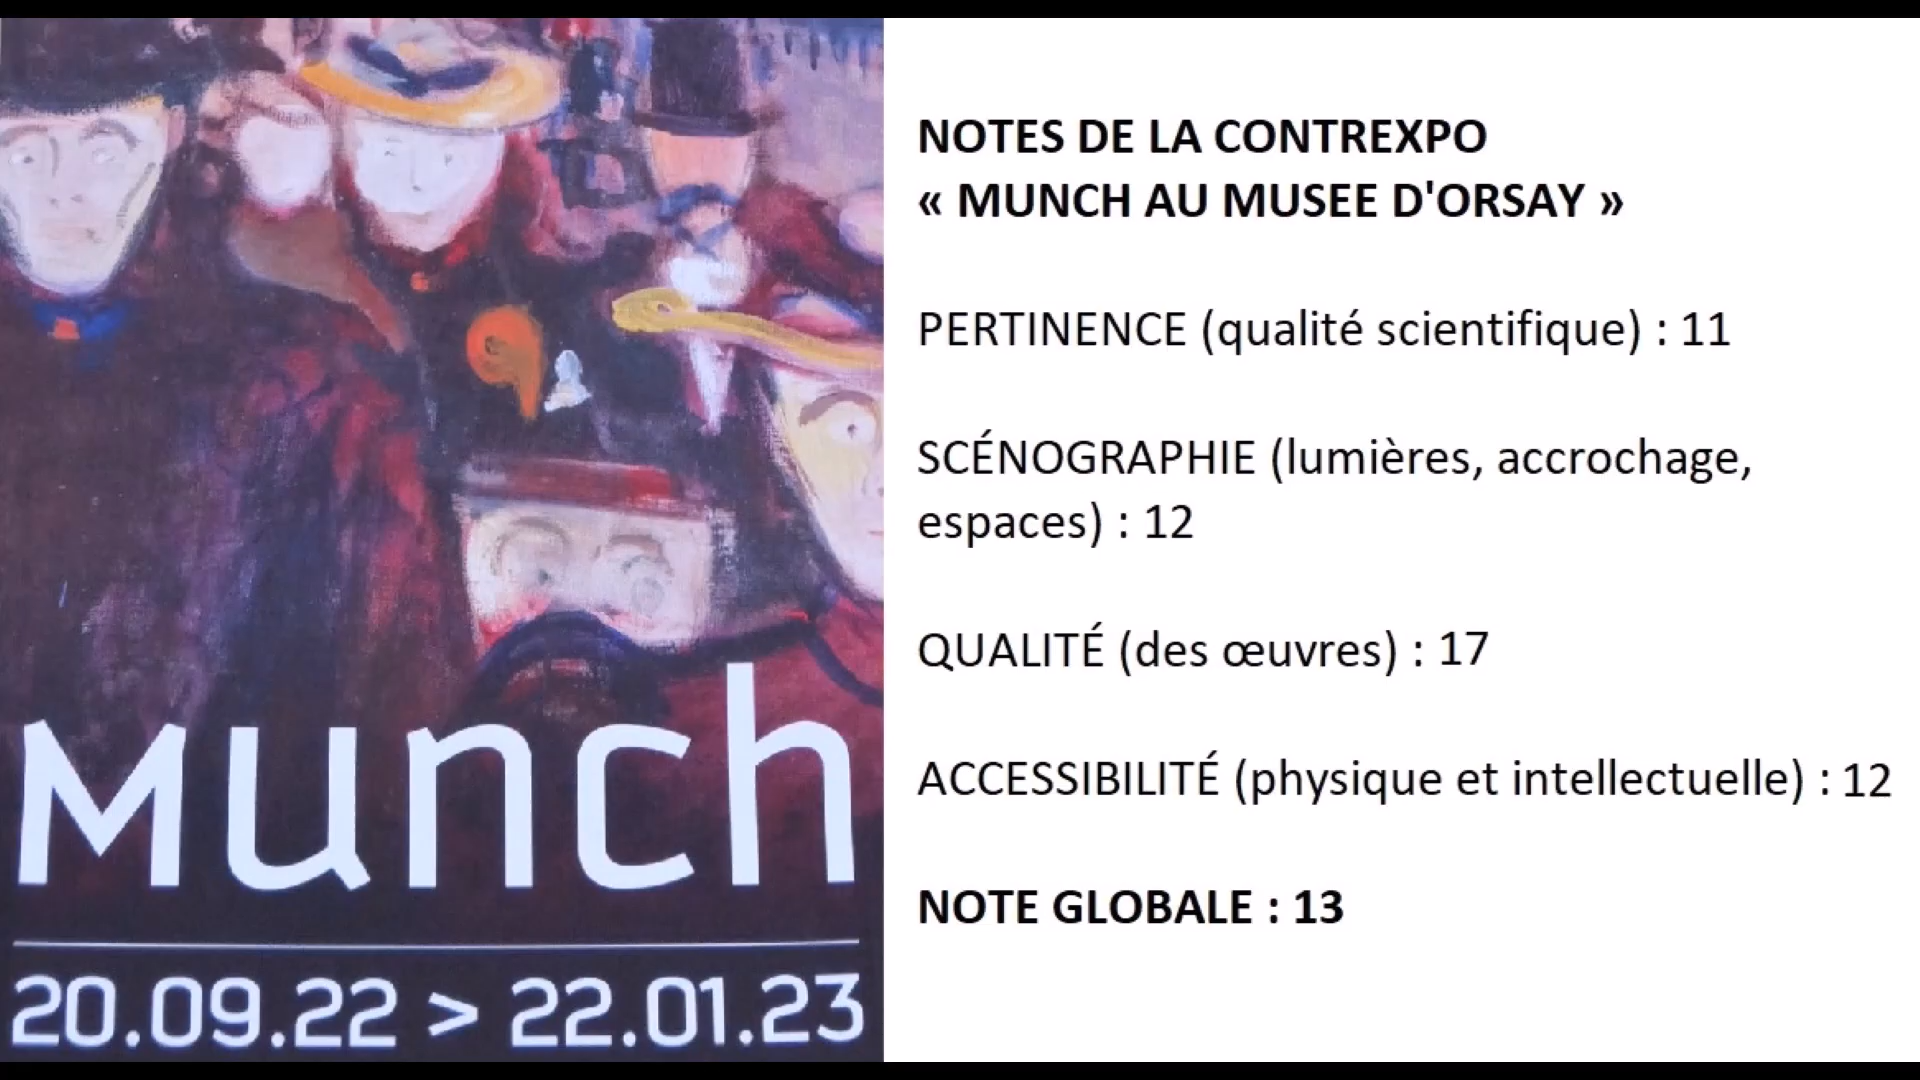 Munch
20.09.22 > 22.01.23
NOTES DE LA CONTREXPO
« MUNCH AU MUSEE D'ORSAY »
PERTINENCE (qualité scientifique) : 11
SCÉNOGRAPHIE (lumières, accrochage,
espaces) : 12
QUALITÉ (des œuvres) : 17
ACCESSIBILITÉ (physique et intellectuelle) : 12
NOTE GLOBALE : 13